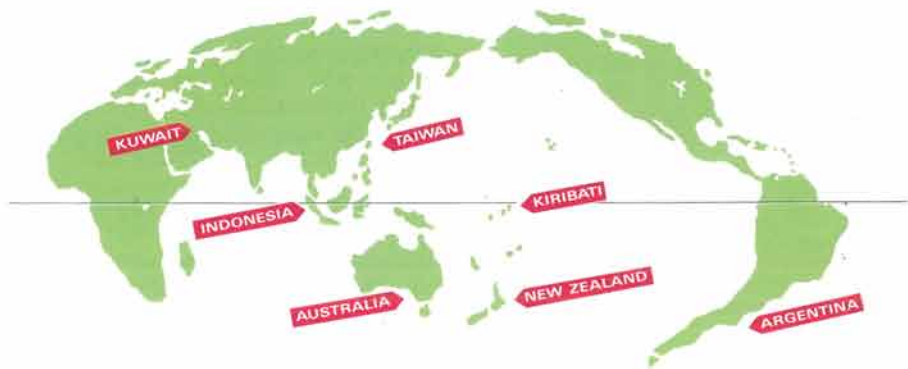 KUWAIT
TAIWAN
INDONESIA
KIRIBATI
AUSTRALIA
NEW ZEALAND
ARGENTINA